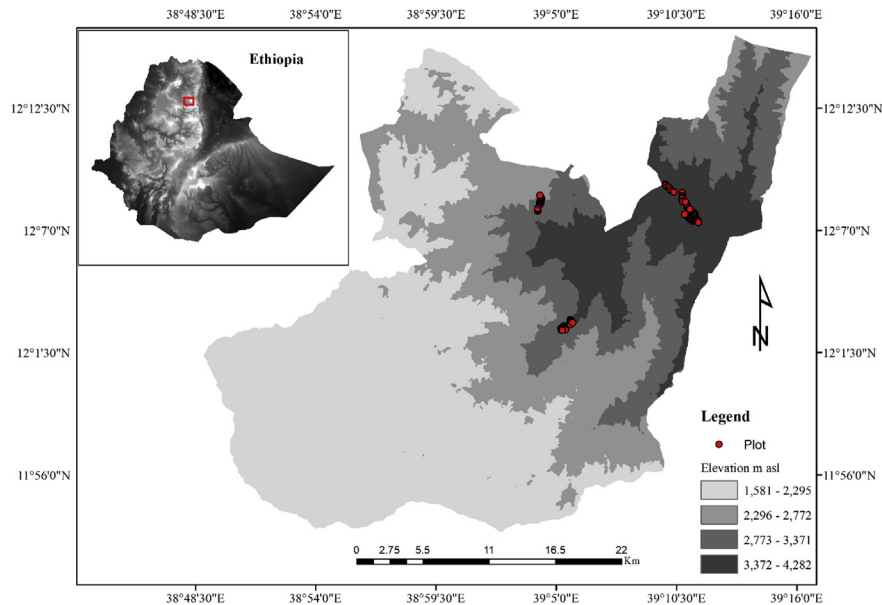 38°48'30"E 38°54'0"E 38°59'30"E 39°5'0"E 39°10'30"E 39°16'0"E
Ethiopia
12°12'30"N 12°12'30"N
12°7'0"N 12°7'0"N
12°1'30"N 12°1'30"N
11°56'0"N 11°56'0"N
N
Legend
Plot
Elevation m asl
1,581 - 2,295
2,296 - 2,772
2,773 - 3,371
3,372 - 4,282
0 2.75 5.5 11 16.5 22
Km
38°48'30"E 38°54'0"E 38°59'30"E 39°5'0"E 39°10'30"E 39°16'0"E